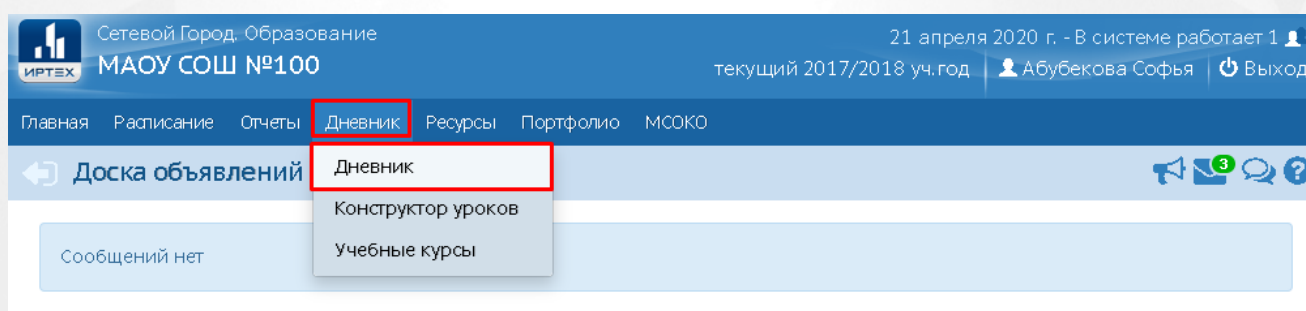 Сетевой Город. Образование
21 апреля 2020 г. - В системе работает 1
ИРТЕХ
МАОУ СОШ №100
текущий 2017/2018 уч.год Абубекова Софья Выход
Главная Расписание Отчеты Дневник Ресурсы Портфолио МСОКО
Доска объявлений
3
?
Дневник
Конструктор уроков
Учебные курсы
Сообщений нет